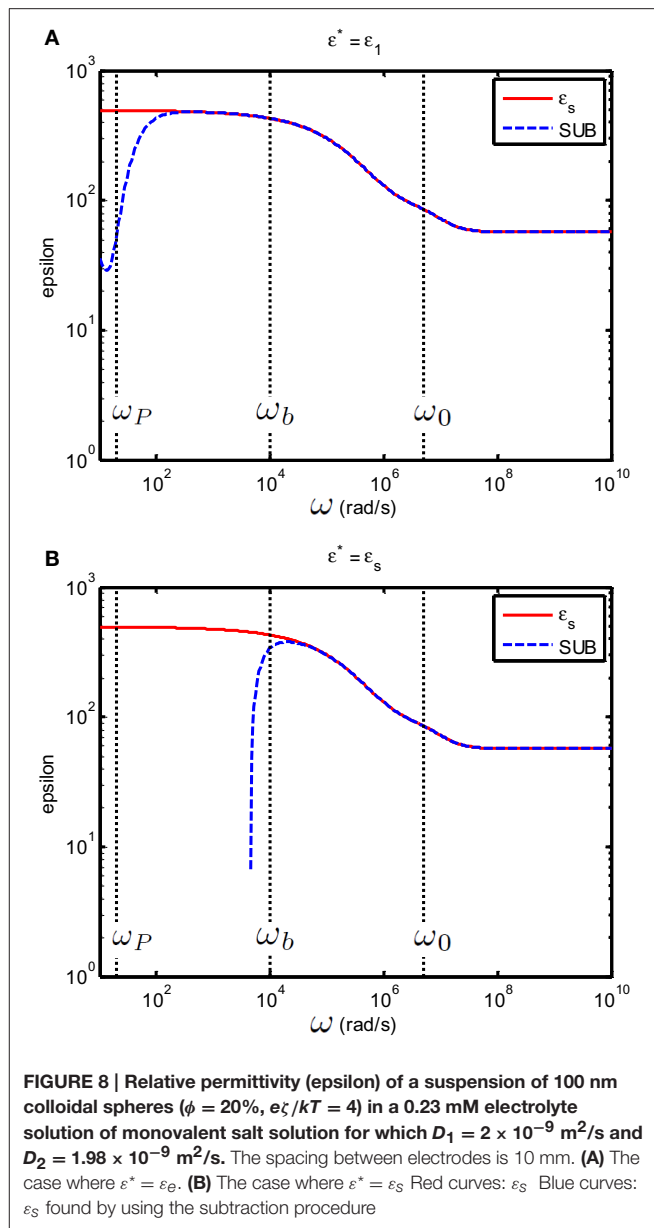 A
ε* = ε1
10^3
εs
SUB
10^2
epsilon
10^1
ωP
ωb
ω0
10^0
10^2
10^4
10^6
10^8
10^10
ω (rad/s)
B
ε* = εs
10^3
εs
SUB
10^2
epsilon
10^1
ωP
ωb
ω0
10^0
10^2
10^4
10^6
10^8
10^10
ω (rad/s)
FIGURE 8 | Relative permittivity (epsilon) of a suspension of 100 nm
colloidal spheres (ϕ = 20%, eζ/kT = 4) in a 0.23 mM electrolyte
solution of monovalent salt solution for which D1 = 2 × 10^−9 m^2/s and
D2 = 1.98 × 10^−9 m^2/s. The spacing between electrodes is 10 mm. (A) The
case where ε* = εe. (B) The case where ε* = εS Red curves: εS Blue curves:
εS found by using the subtraction procedure